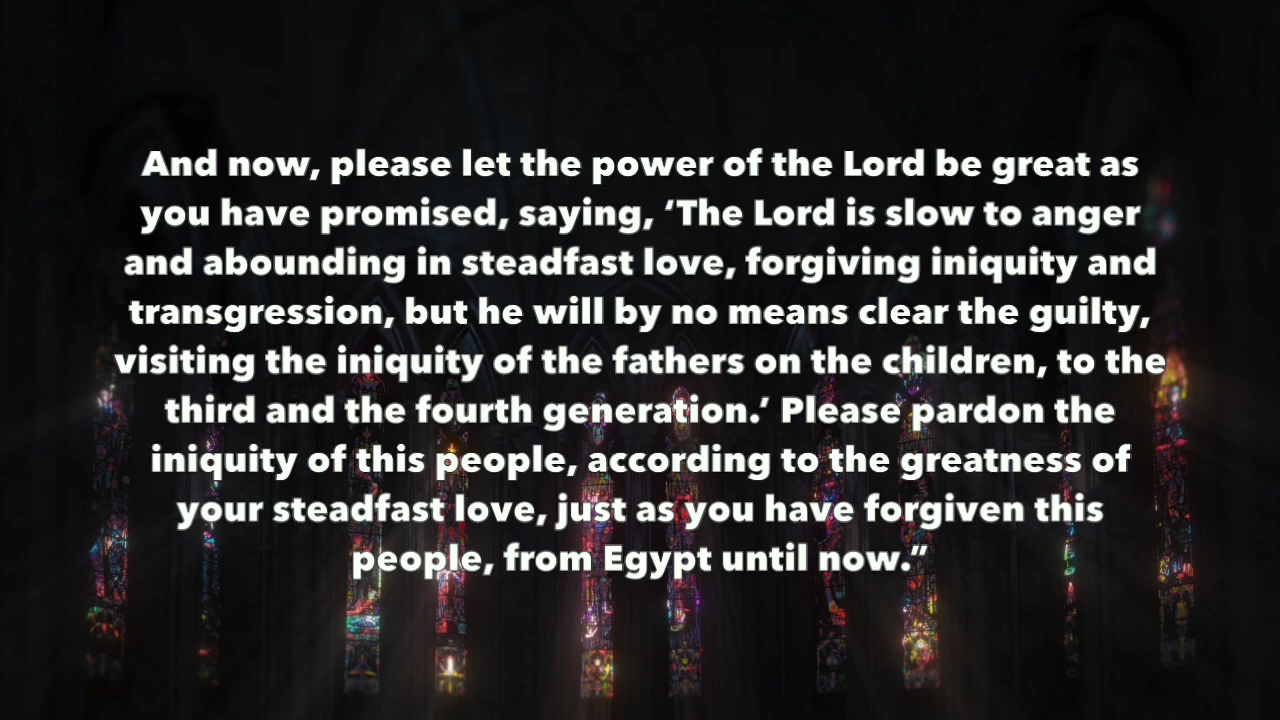 And now, please let the power of the Lord be great as
you have promised, saying, ‘The Lord is slow to anger
and abounding in steadfast love, forgiving iniquity and
transgression, but he will by no means clear the guilty,
visiting the iniquity of the fathers on the children, to the
third and the fourth generation.’ Please pardon the
iniquity of this people, according to the greatness of
your steadfast love, just as you have forgiven this
people, from Egypt until now.”